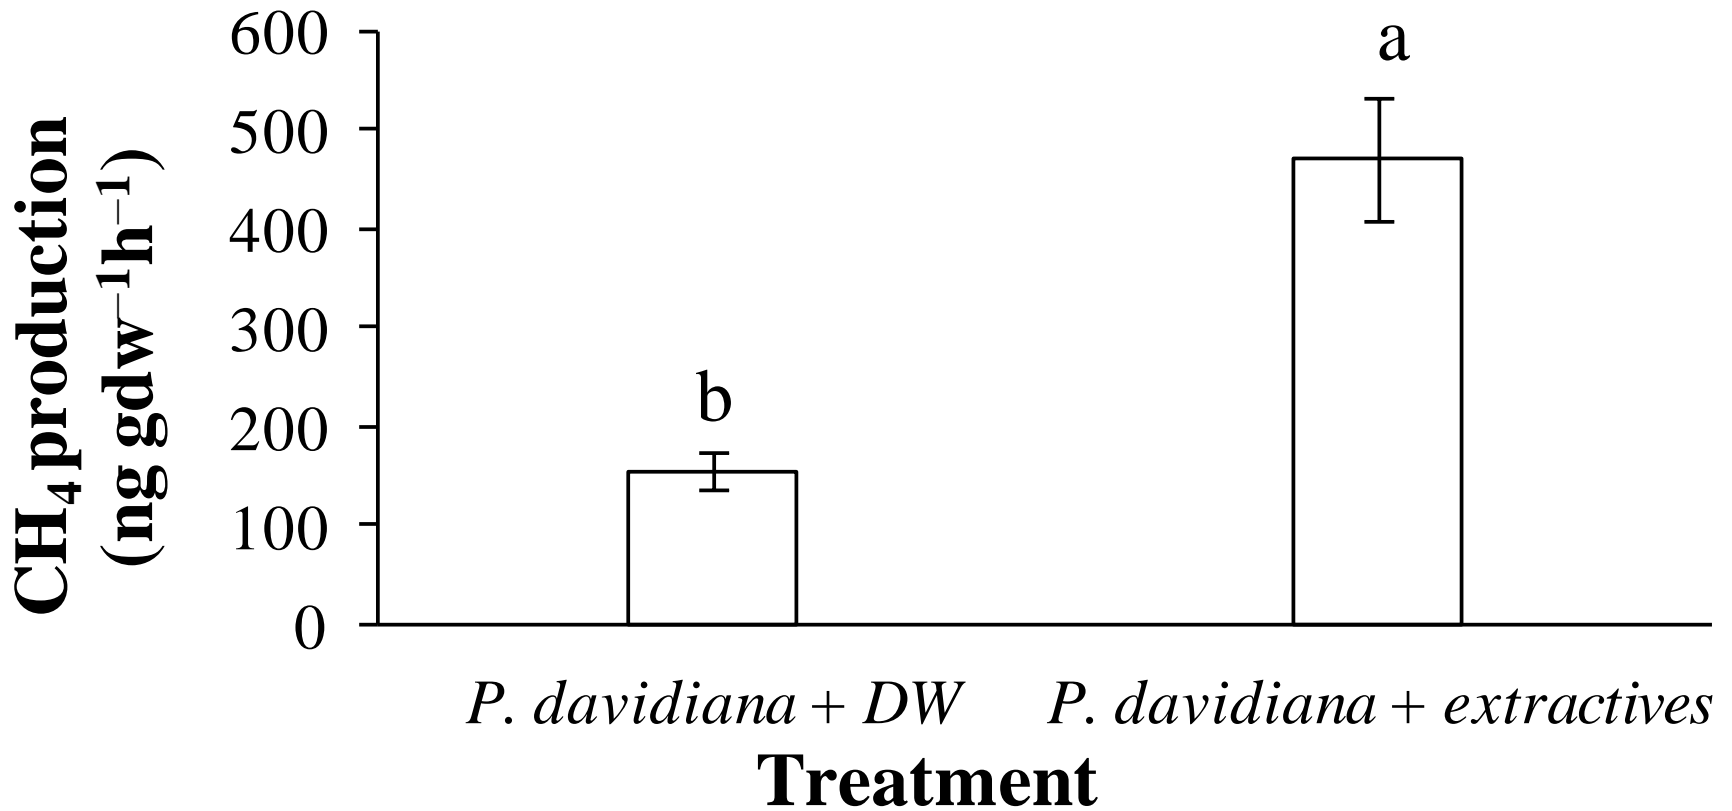 600
500
400
300
200
100
0
CH₄ production
(ng gdw⁻¹h⁻¹)
b
a
P. davidiana + DW
P. davidiana + extractives
Treatment